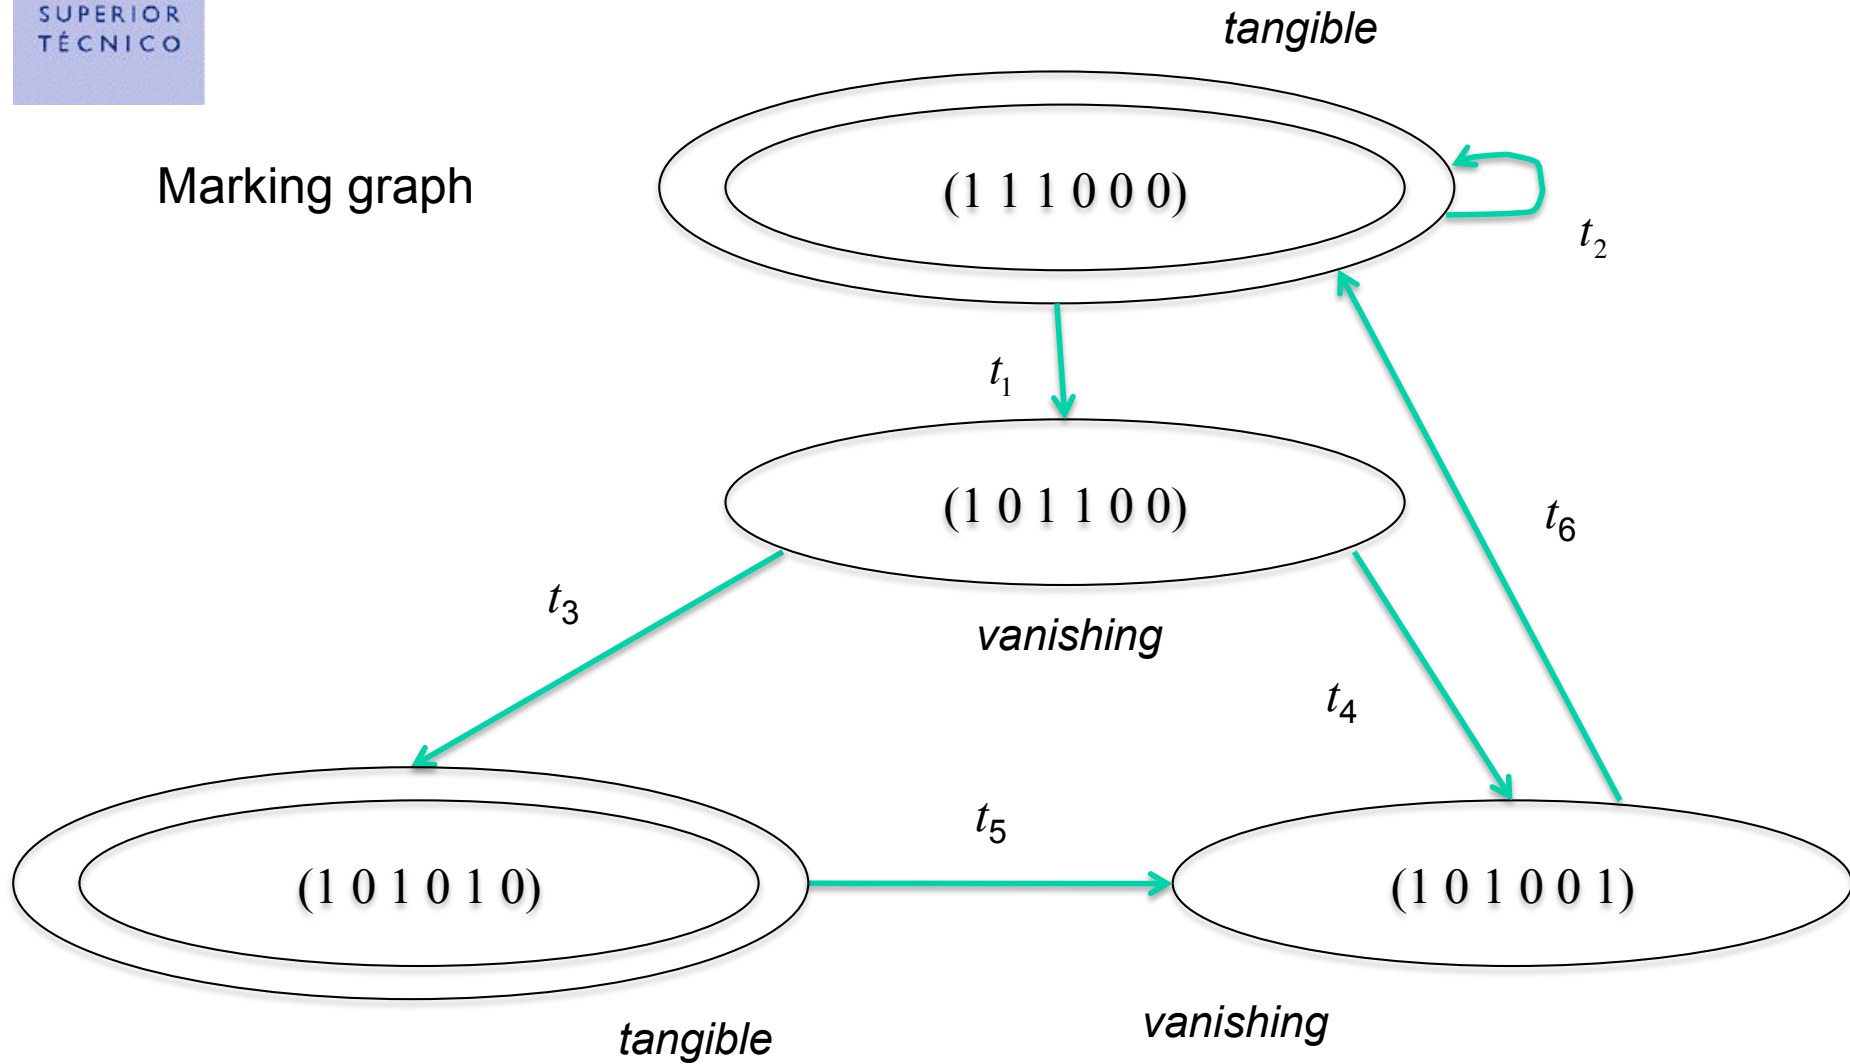 SUPERIOR
TÉCNICO
tangible
Marking graph
(1 1 1 0 0 0)
t₂
t₁
(1 0 1 1 0 0)
t₆
t₃
vanishing
t₄
t₅
(1 0 1 0 1 0)
(1 0 1 0 0 1)
vanishing
tangible